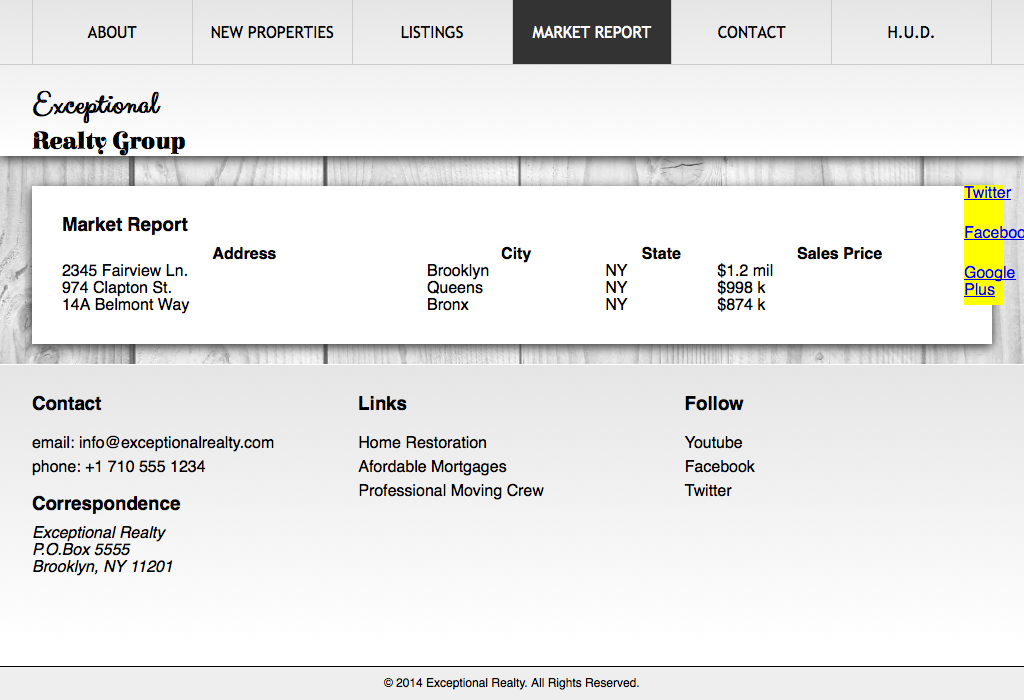 ABOUT NEW PROPERTIES LISTINGS MARKET REPORT CONTACT H.U.D.
Exceptional
Realty Group
Market Report
Address City State Sales Price
2345 Fairview Ln. Brooklyn NY $1.2 mil
974 Clapton St. Queens NY $998 k
14A Belmont Way Bronx NY $874 k
Twitter
Faceboo
Google
Plus
Contact
email: info@exceptionalrealty.com
phone: +1 710 555 1234
Correspondence
Exceptional Realty
P.O.Box 5555
Brooklyn, NY 11201
Links
Home Restoration
Afordable Mortgages
Professional Moving Crew
Follow
Youtube
Facebook
Twitter
© 2014 Exceptional Realty. All Rights Reserved.